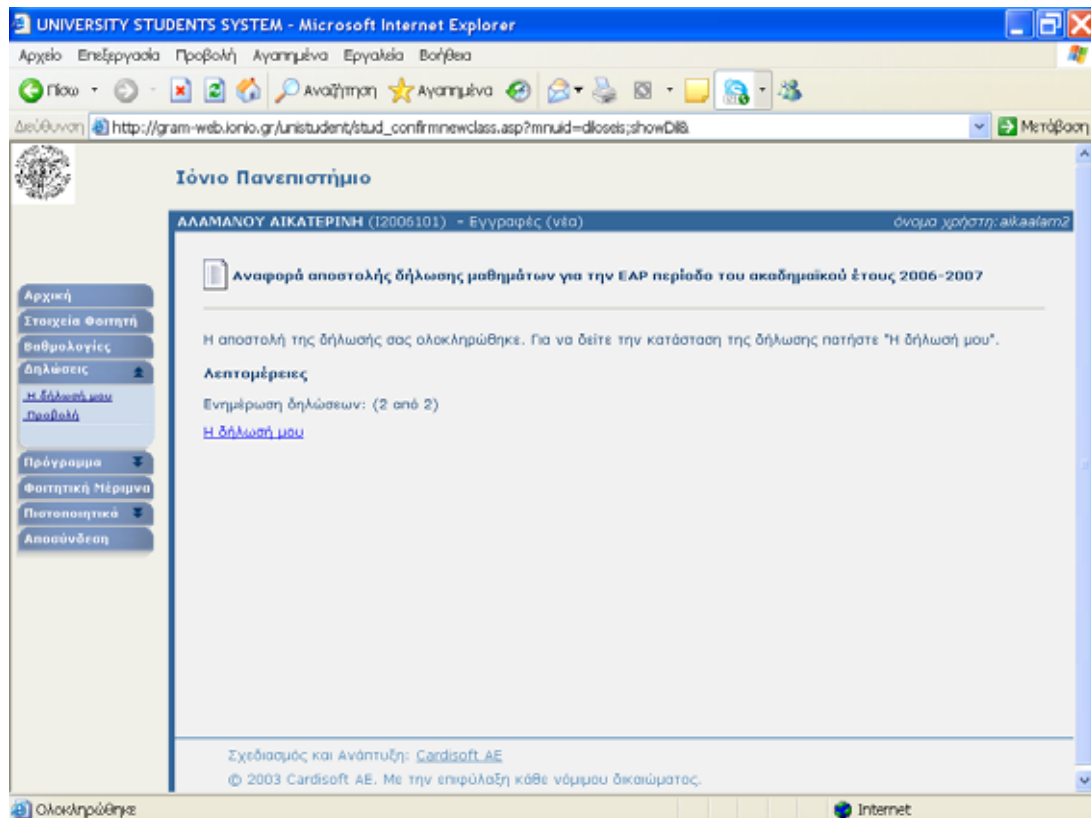 UNIVERSITY STUDENTS SYSTEM - Microsoft Internet Explorer
Αρχείο Επεξεργασία Προβολή Αγαπημένα Εργαλεία Βοήθεια
Πίσω Αναζήτηση Αγαπημένα
Διεύθυνση http://gram-web.ionio.gr/unistudent/stud_confirmnewclass.asp?mnuid=diloseis;showDil& Μετάβαση
Ιόνιο Πανεπιστήμιο
ΑΛΑΜΑΝΟΥ ΑΙΚΑΤΕΡΙΝΗ (Ι2006101) - Εγγραφές (νέα) όνομα χρήστη: aikaalam2
Αναφορά αποστολής δήλωσης μαθημάτων για την ΕΑΡ περίοδο του ακαδημαϊκού έτους 2006-2007
Αρχική
Στοιχεία Φοιτητή
Βαθμολογίες
Δηλώσεις
Η δήλωσή μου
Προβολή
Πρόγραμμα
Φοιτητική Μέριμνα
Πιστοποιητικά
Αποσύνδεση
Η αποστολή της δήλωσής σας ολοκληρώθηκε. Για να δείτε την κατάσταση της δήλωσης πατήστε "Η δήλωσή μου".
Λεπτομέρειες
Ενημέρωση δηλώσεων: (2 από 2)
Η δήλωσή μου
Σχεδιασμός και Ανάπτυξη: Cardisoft AE
© 2003 Cardisoft AE. Με την επιφύλαξη κάθε νόμιμου δικαιώματος.
Ολοκληρώθηκε Internet